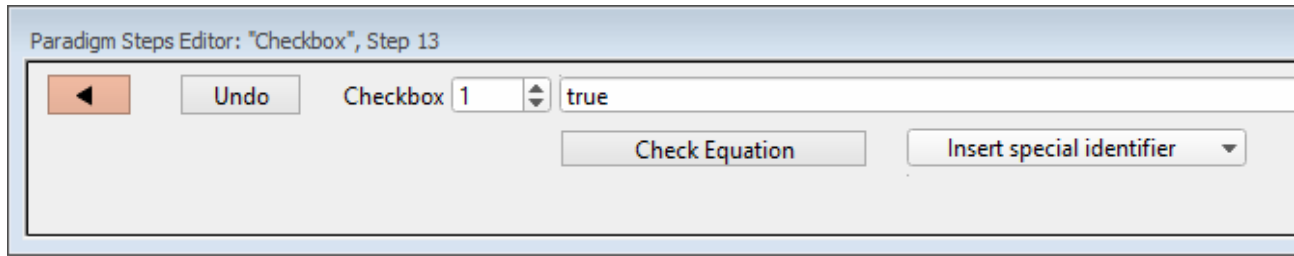 Paradigm Steps Editor: "Checkbox", Step 13
Undo Checkbox 1 true
Check Equation Insert special identifier